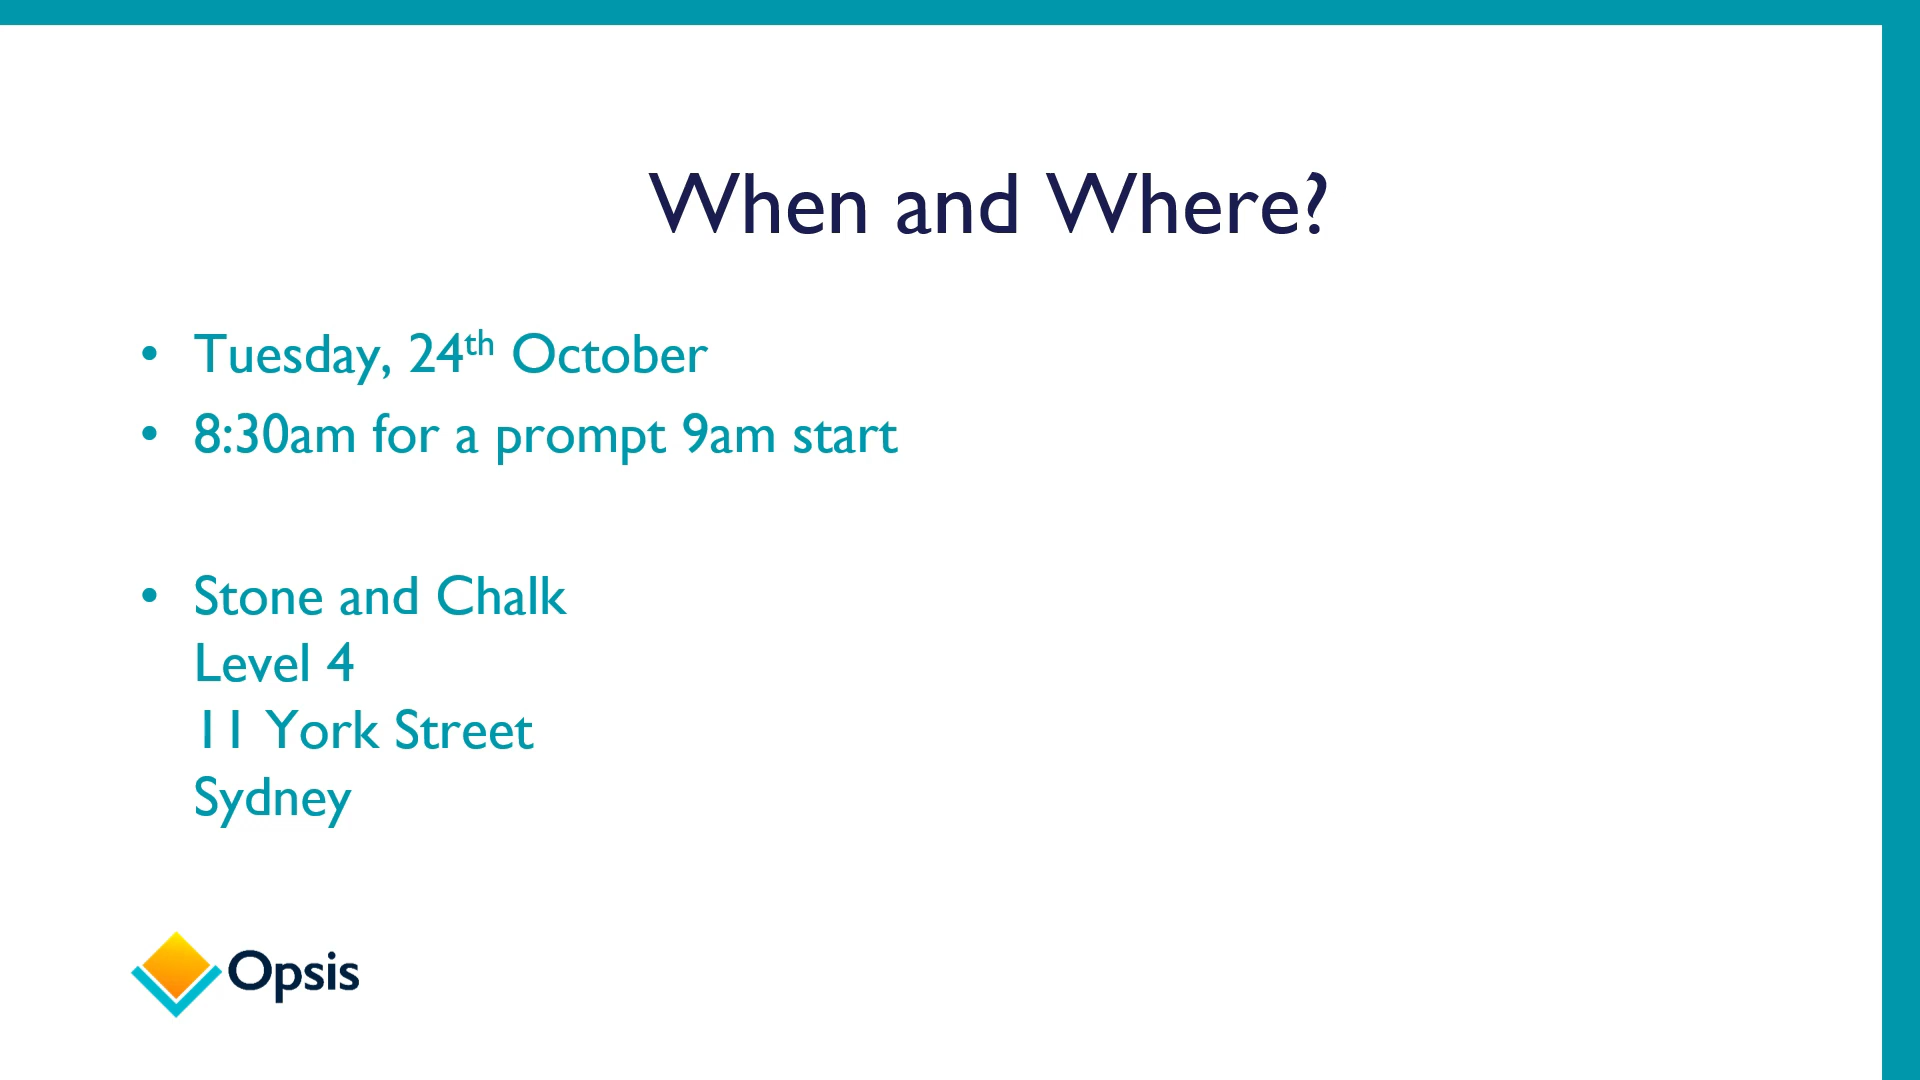 When and Where?
• Tuesday, 24th October
• 8:30am for a prompt 9am start
• Stone and Chalk
Level 4
11 York Street
Sydney
Opsis